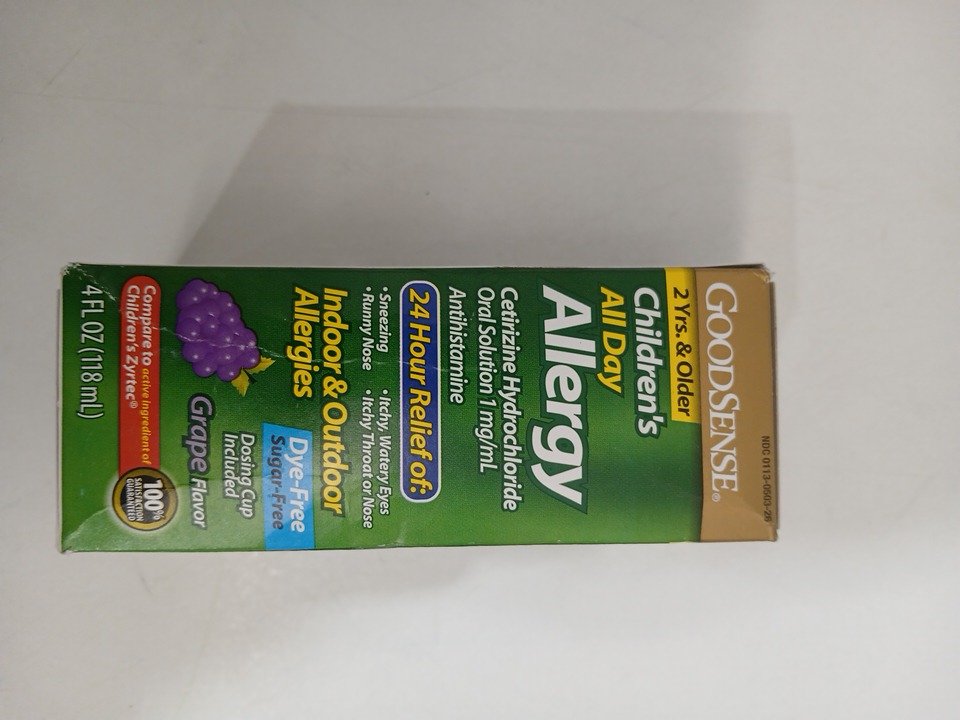 NDC 0113-0603-26
GOODSENSE®
2 Yrs. & Older
Children's
All Day
Allergy
Cetirizine Hydrochloride
Oral Solution 1 mg/mL
Antihistamine
24 Hour Relief of:
•Sneezing •Itchy, Watery Eyes
•Runny Nose •Itchy Throat or Nose
Indoor & Outdoor
Allergies
Dye-Free
Sugar-Free
Dosing Cup
Included
Grape Flavor
Compare to active ingredient of
Children's Zyrtec®
100%
SATISFACTION
GUARANTEED
4 FL OZ (118 mL)